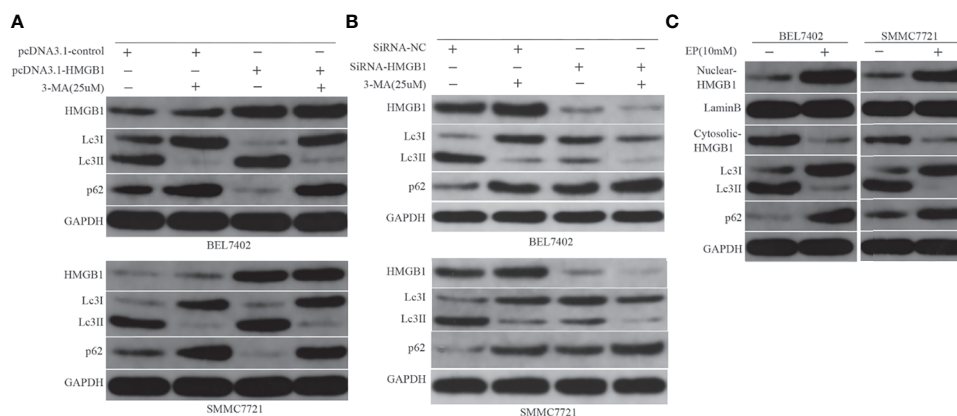 A
pcDNA3.1-control + + − −
pcDNA3.1-HMGB1 − − + +
3-MA(25uM) − + − +
HMGB1
Lc3I
Lc3II
p62
GAPDH
BEL7402
HMGB1
Lc3I
Lc3II
p62
GAPDH
SMMC7721
B
SiRNA-NC + + − −
SiRNA-HMGB1 − − + +
3-MA(25uM) − + − +
HMGB1
Lc3I
Lc3II
p62
GAPDH
BEL7402
HMGB1
Lc3I
Lc3II
p62
GAPDH
SMMC7721
C
BEL7402 SMMC7721
EP(10mM) − + − +
Nuclear-
HMGB1
LaminB
Cytosolic-
HMGB1
Lc3I
Lc3II
p62
GAPDH